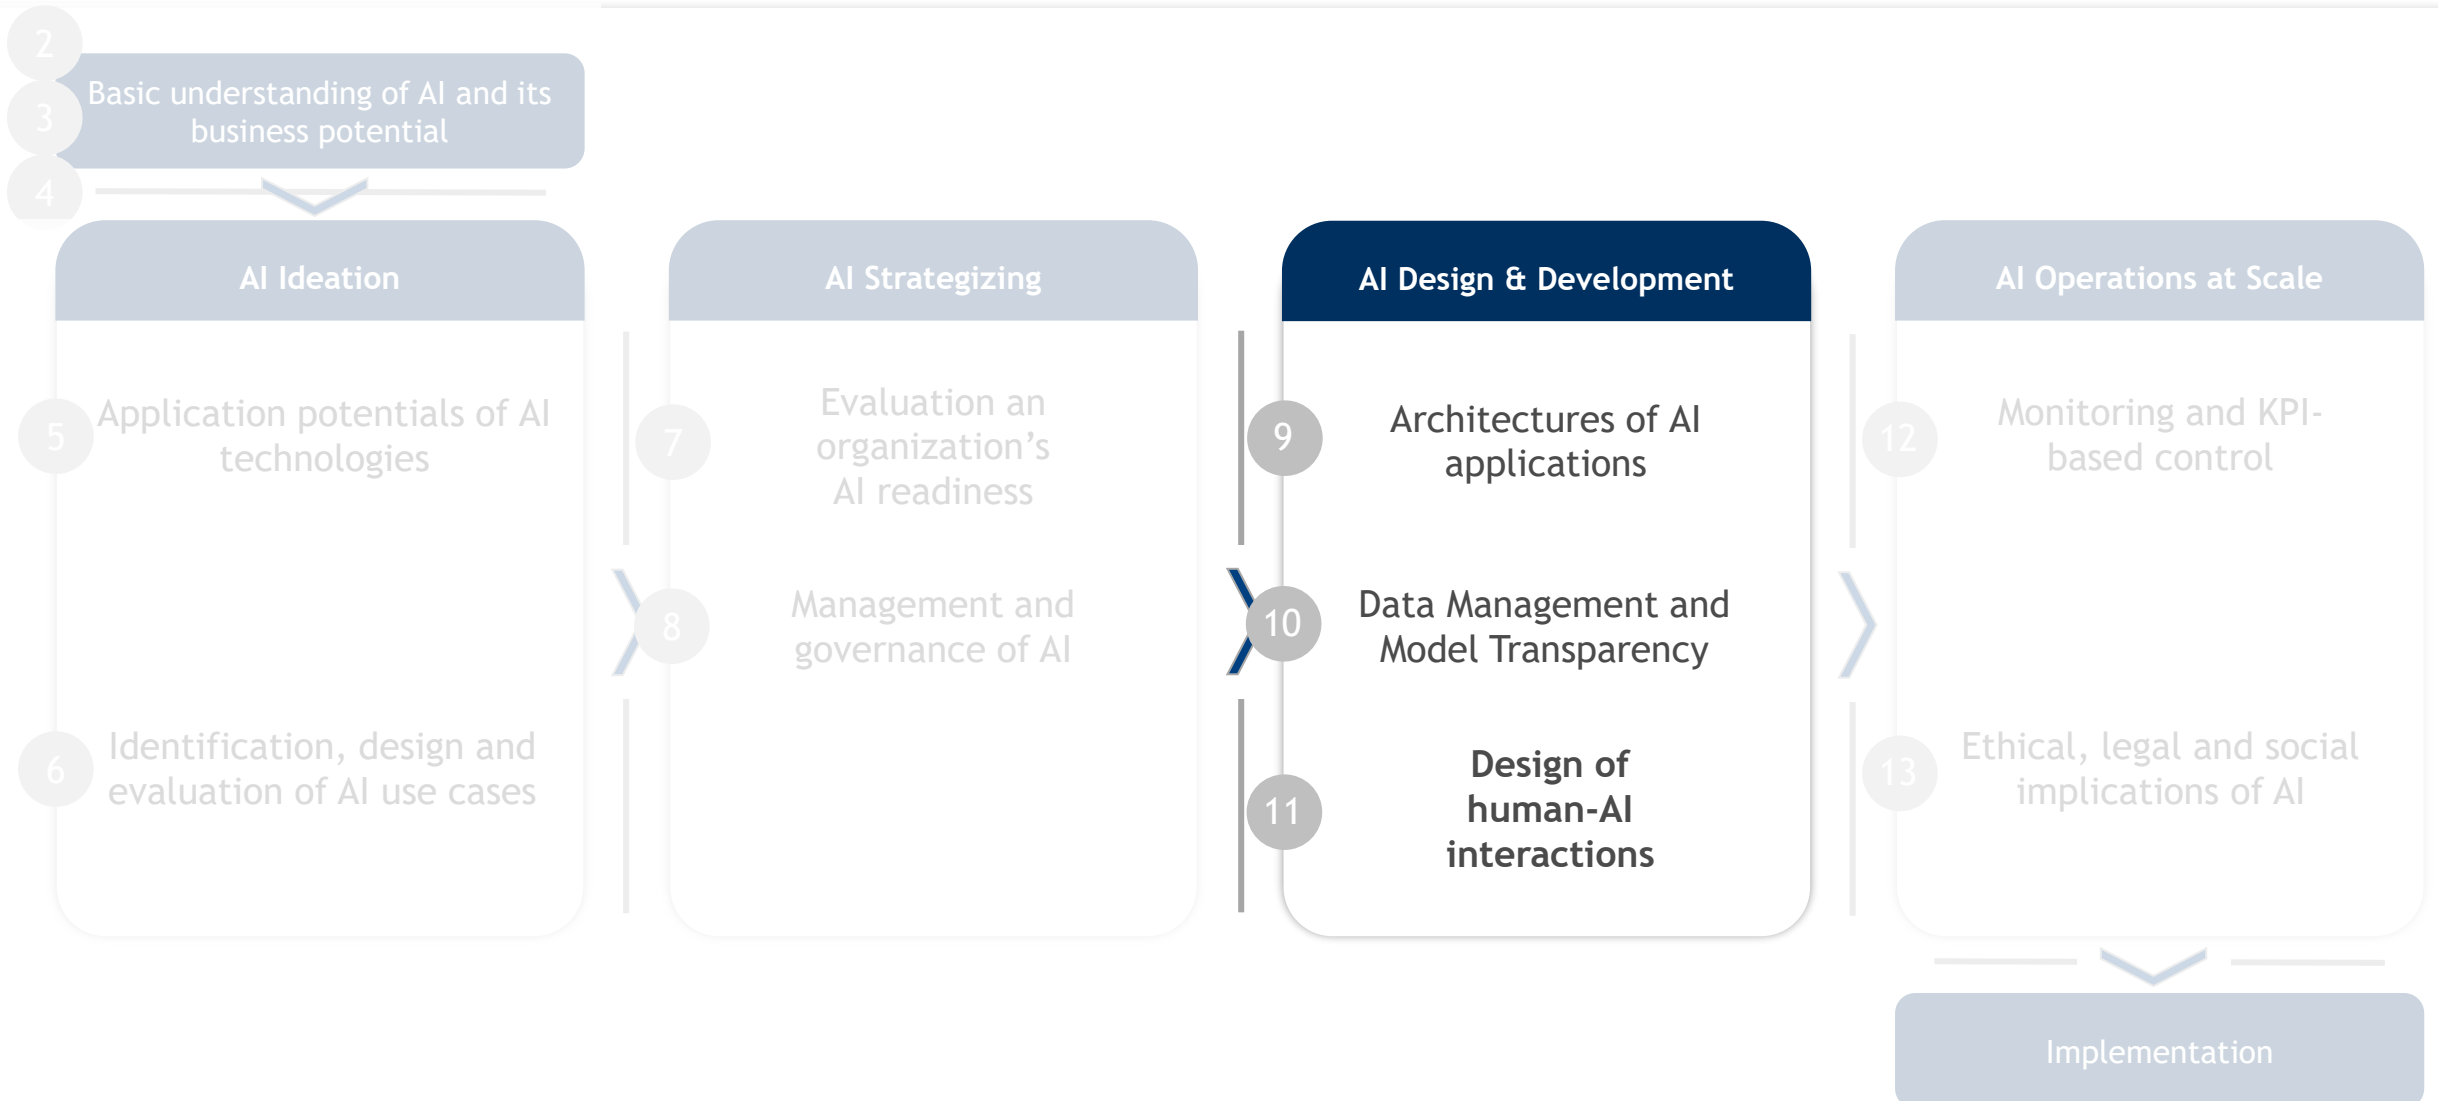 2
3
4
Basic understanding of AI and its
business potential
AI Ideation
5
Application potentials of AI
technologies
6
Identification, design and
evaluation of AI use cases
AI Strategizing
7
Evaluation an
organization’s
AI readiness
8
Management and
governance of AI
AI Design & Development
9
Architectures of AI
applications
10
Data Management and
Model Transparency
11
Design of
human-AI
interactions
AI Operations at Scale
12
Monitoring and KPI-
based control
13
Ethical, legal and social
implications of AI
Implementation